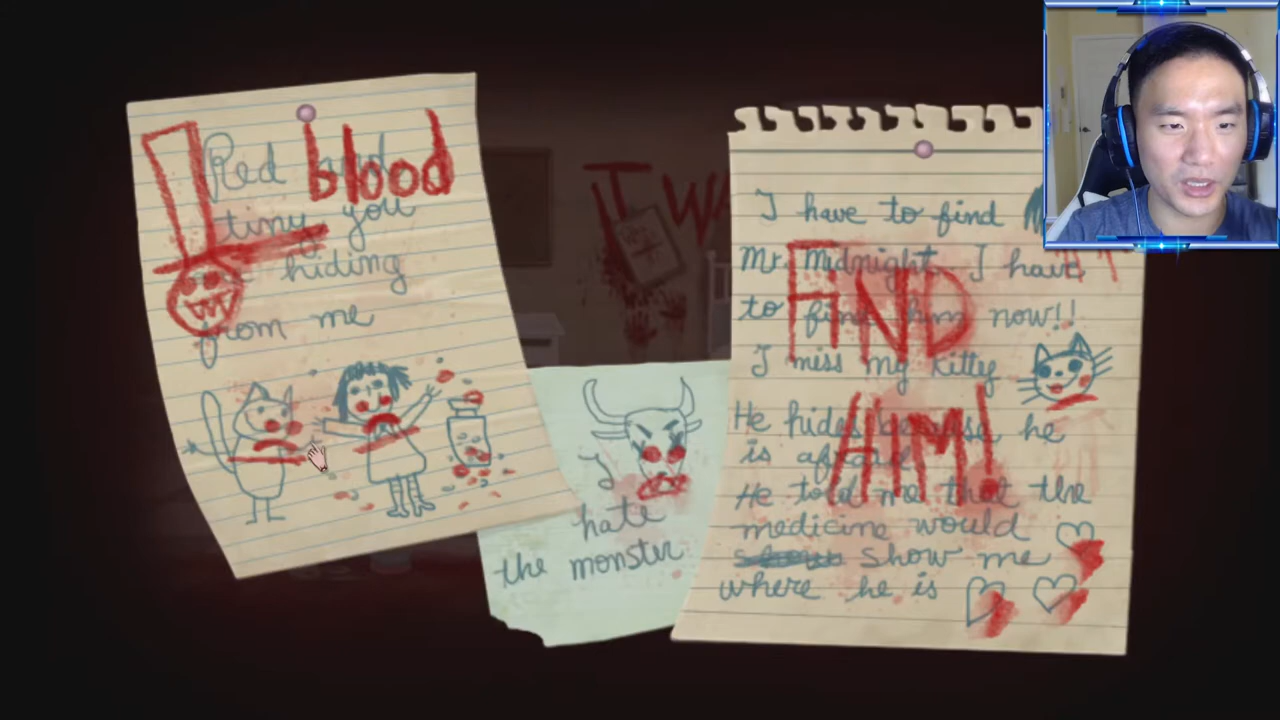 Red blood
tiny you
hiding
from me
I WA
I
hate
the monster
I have to find
Mr. Midnight. I have
to find him now!!
I miss my kitty
FIND
He hides because he
is afraid
HIM!
He told me that the
medicine would
show me
where he is